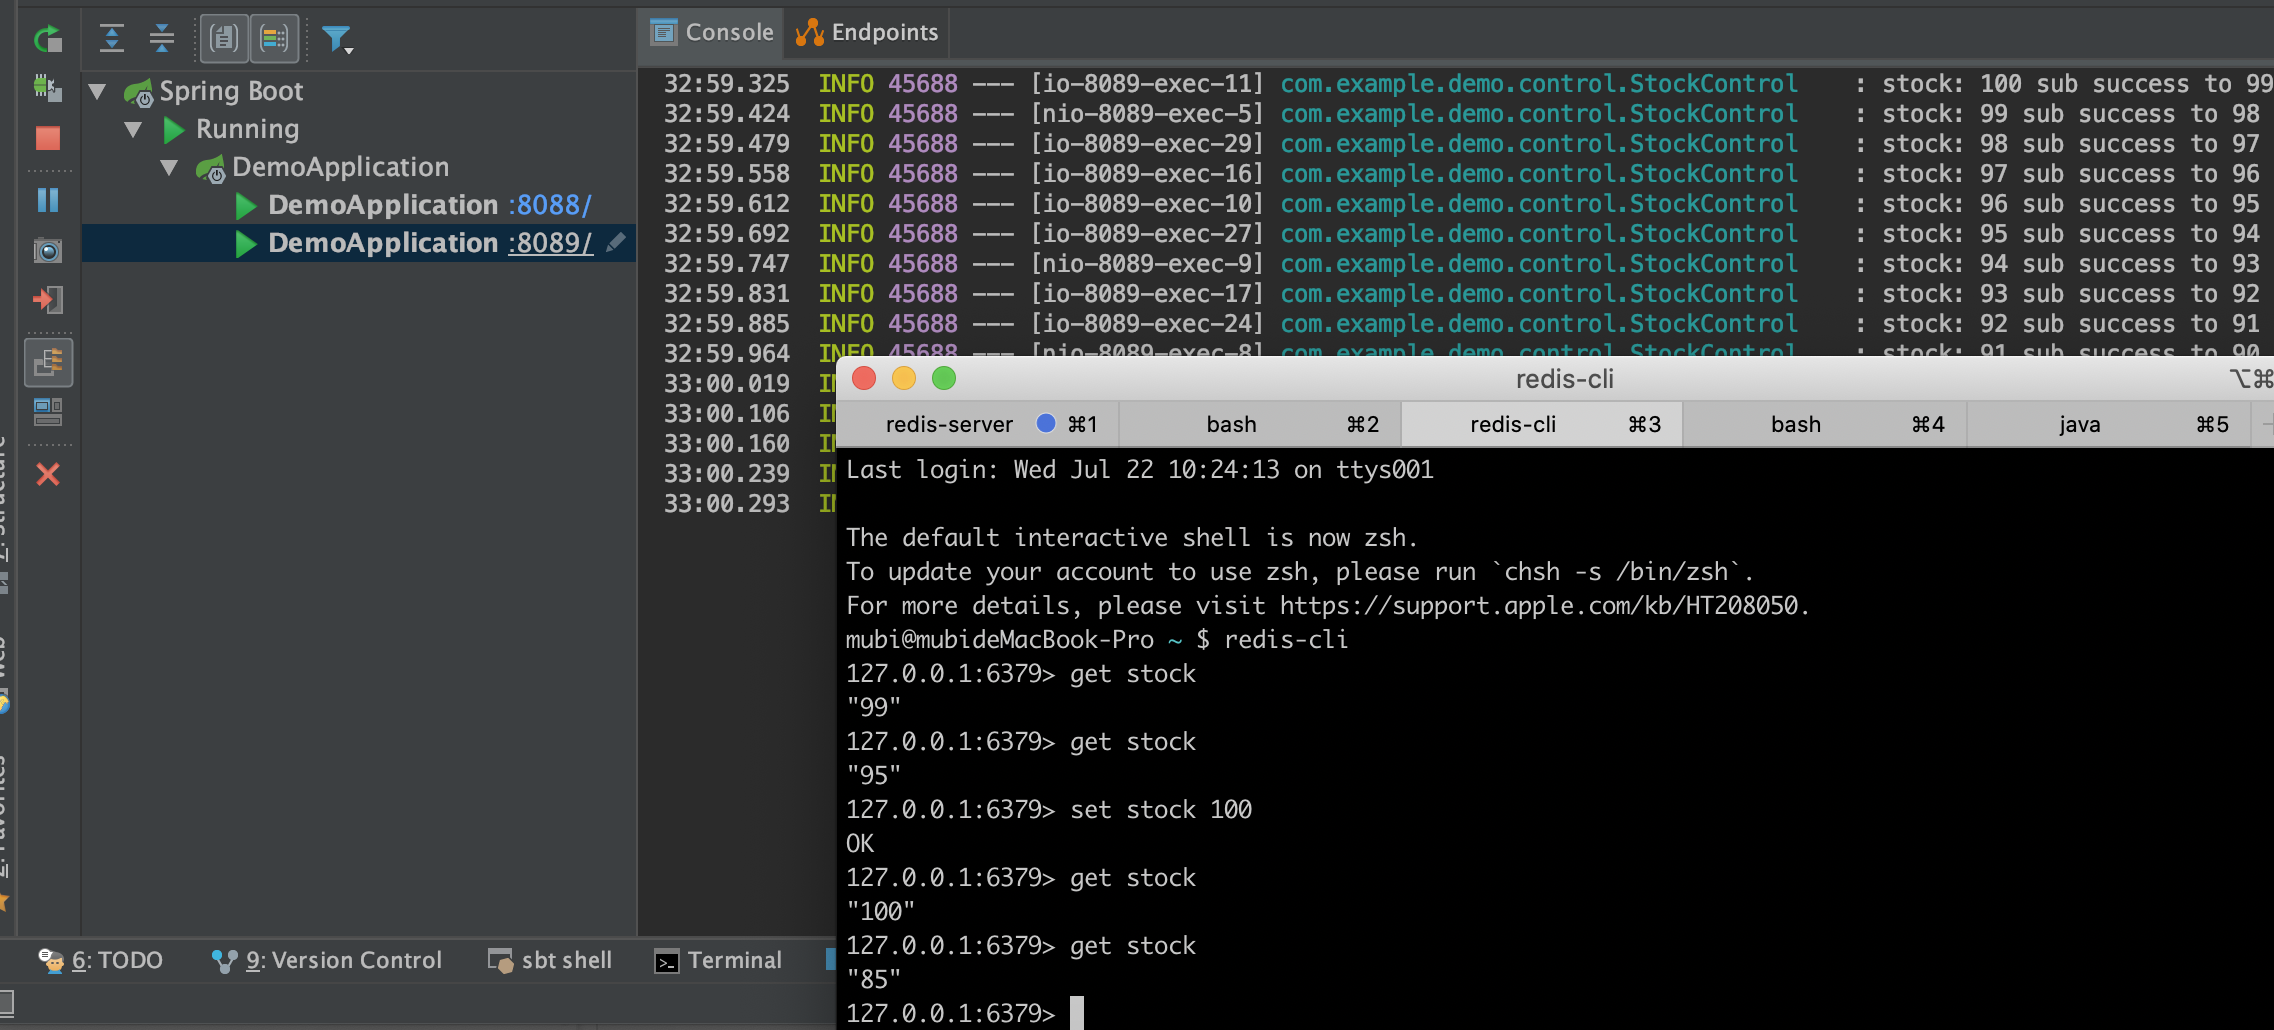 Console
Endpoints
Spring Boot
Running
DemoApplication
DemoApplication :8088/
DemoApplication :8089/
32:59.325 INFO 45688 --- [io-8089-exec-11] com.example.demo.control.StockControl : stock: 100 sub success to 99
32:59.424 INFO 45688 --- [nio-8089-exec-5] com.example.demo.control.StockControl : stock: 99 sub success to 98
32:59.479 INFO 45688 --- [io-8089-exec-29] com.example.demo.control.StockControl : stock: 98 sub success to 97
32:59.558 INFO 45688 --- [io-8089-exec-16] com.example.demo.control.StockControl : stock: 97 sub success to 96
32:59.612 INFO 45688 --- [io-8089-exec-10] com.example.demo.control.StockControl : stock: 96 sub success to 95
32:59.692 INFO 45688 --- [io-8089-exec-27] com.example.demo.control.StockControl : stock: 95 sub success to 94
32:59.747 INFO 45688 --- [nio-8089-exec-9] com.example.demo.control.StockControl : stock: 94 sub success to 93
32:59.831 INFO 45688 --- [io-8089-exec-17] com.example.demo.control.StockControl : stock: 93 sub success to 92
32:59.885 INFO 45688 --- [io-8089-exec-24] com.example.demo.control.StockControl : stock: 92 sub success to 91
32:59.964 INFO 45688 --- [nio-8089-exec-8] com.example.demo.control.StockControl : stock: 91 sub success to 90
33:00.019
33:00.106
33:00.160
33:00.239
33:00.293
redis-cli ⌥⌘
redis-server ⌘1 bash ⌘2 redis-cli ⌘3 bash ⌘4 java ⌘5
Last login: Wed Jul 22 10:24:13 on ttys001
The default interactive shell is now zsh.
To update your account to use zsh, please run `chsh -s /bin/zsh`.
For more details, please visit https://support.apple.com/kb/HT208050.
mubi@mubideMacBook-Pro ~ $ redis-cli
127.0.0.1:6379> get stock
"99"
127.0.0.1:6379> get stock
"95"
127.0.0.1:6379> set stock 100
OK
127.0.0.1:6379> get stock
"100"
127.0.0.1:6379> get stock
"85"
127.0.0.1:6379>
6: TODO 9: Version Control sbt shell Terminal